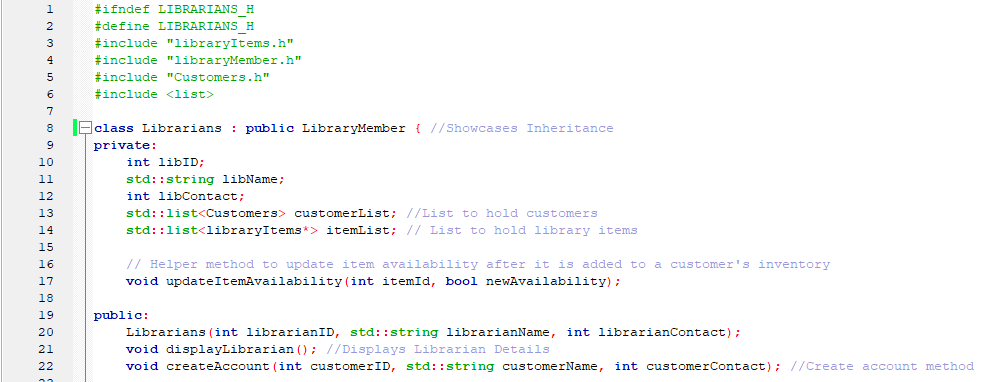 1 #ifndef LIBRARIANS_H
2 #define LIBRARIANS_H
3 #include "libraryItems.h"
4 #include "libraryMember.h"
5 #include "Customers.h"
6 #include <list>
7
8 class Librarians : public LibraryMember { //Showcases Inheritance
9 private:
10 int libID;
11 std::string libName;
12 int libContact;
13 std::list<Customers> customerList; //List to hold customers
14 std::list<libraryItems*> itemList; // List to hold library items
15
16 // Helper method to update item availability after it is added to a customer's inventory
17 void updateItemAvailability(int itemId, bool newAvailability);
18
19 public:
20 Librarians(int librarianID, std::string librarianName, int librarianContact);
21 void displayLibrarian(); //Displays Librarian Details
22 void createAccount(int customerID, std::string customerName, int customerContact); //Create account method